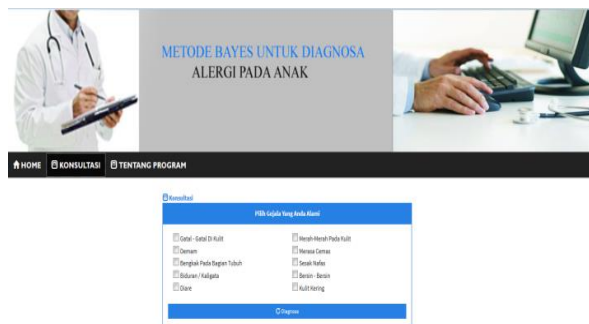 METODE BAYES UNTUK DIAGNOSA
ALERGI PADA ANAK
HOME KONSULTASI TENTANG PROGRAM
Konsultasi
Pilih Gejala Yang Anda Alami
Gatal - Gatal Di Kulit Merah-Merah Pada Kulit
Demam Merasa Cemas
Bengkak Pada Bagian Tubuh Sesak Nafas
Biduran / Kaligata Bersin - Bersin
Diare Kulit Kering
Diagnosa